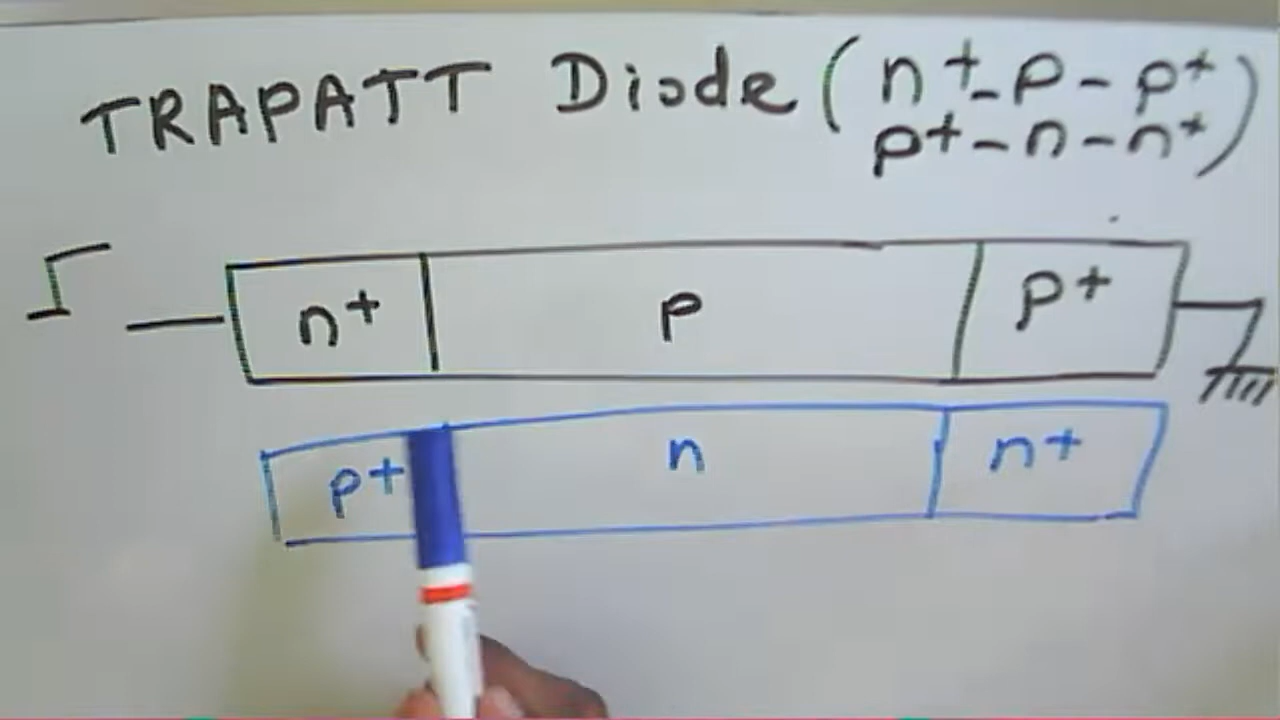 TRAPATT Diode (n+-p-p+
p+-n-n+)
n+ p p+
p+ n n+